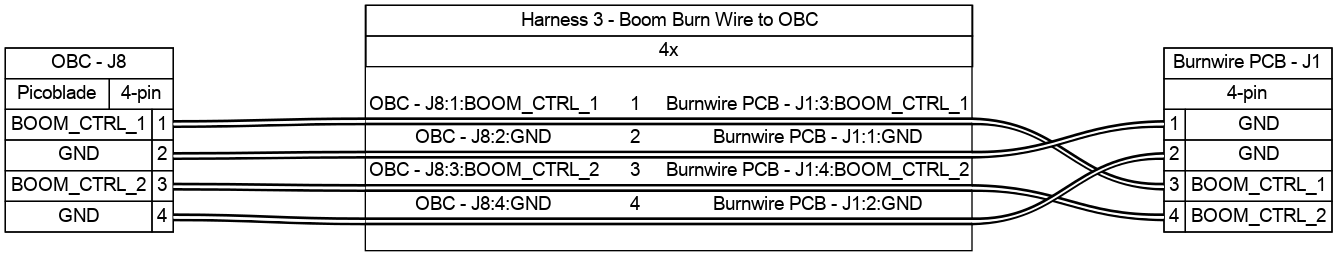 Harness 3 - Boom Burn Wire to OBC
4x
OBC - J8
Picoblade 4-pin
BOOM_CTRL_1 1
GND 2
BOOM_CTRL_2 3
GND 4
OBC - J8:1:BOOM_CTRL_1 1 Burnwire PCB - J1:3:BOOM_CTRL_1
OBC - J8:2:GND 2 Burnwire PCB - J1:1:GND
OBC - J8:3:BOOM_CTRL_2 3 Burnwire PCB - J1:4:BOOM_CTRL_2
OBC - J8:4:GND 4 Burnwire PCB - J1:2:GND
Burnwire PCB - J1
4-pin
1 GND
2 GND
3 BOOM_CTRL_1
4 BOOM_CTRL_2